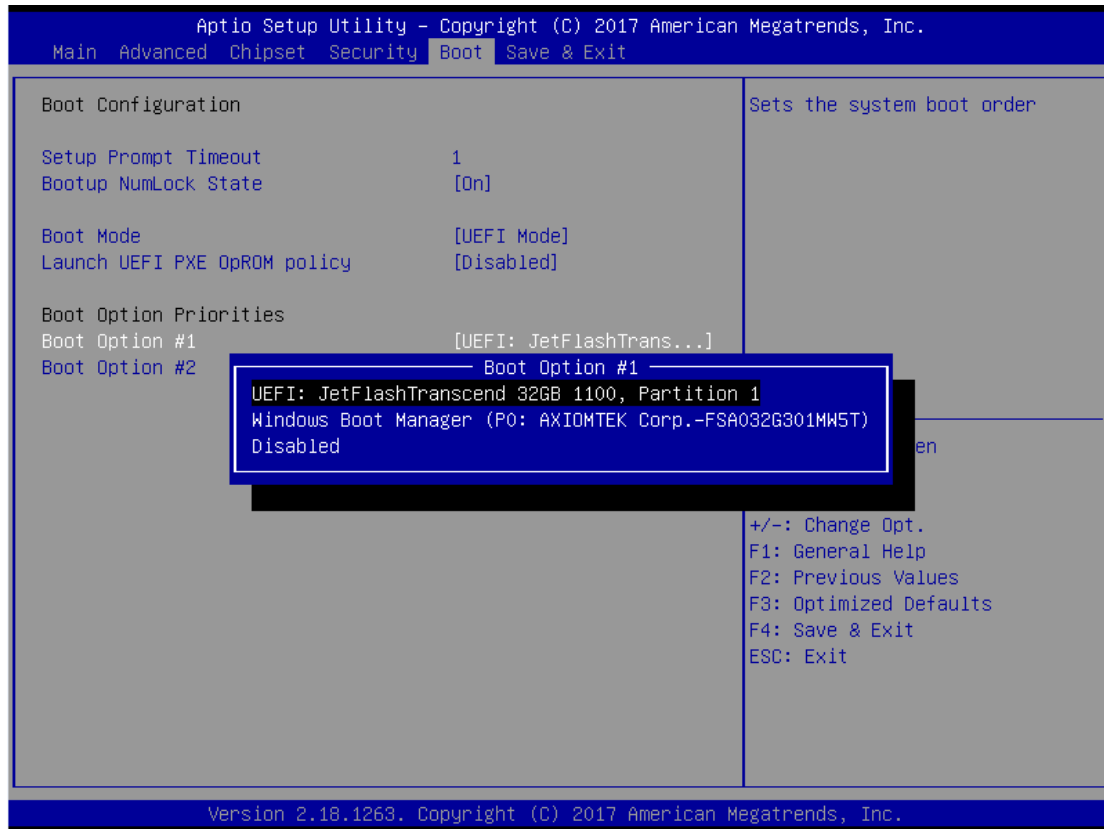 Aptio Setup Utility – Copyright (C) 2017 American Megatrends, Inc.
Main Advanced Chipset Security Boot Save & Exit
Boot Configuration
Setup Prompt Timeout 1
Bootup NumLock State [On]
Boot Mode [UEFI Mode]
Launch UEFI PXE OpROM policy [Disabled]
Boot Option Priorities
Boot Option #1 [UEFI: JetFlashTrans...]
Boot Option #2
Boot Option #1
UEFI: JetFlashTranscend 32GB 1100, Partition 1
Windows Boot Manager (P0: AXIOMTEK Corp.-FSA032G301MW5T)
Disabled
Sets the system boot order
en
+/-: Change Opt.
F1: General Help
F2: Previous Values
F3: Optimized Defaults
F4: Save & Exit
ESC: Exit
Version 2.18.1263. Copyright (C) 2017 American Megatrends, Inc.